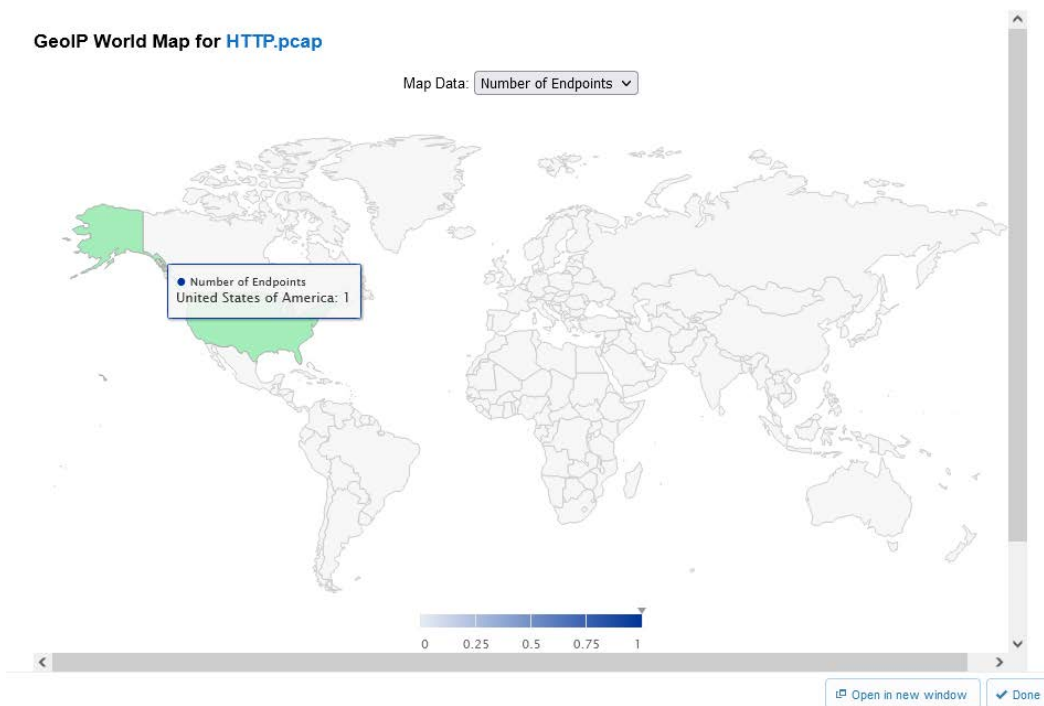 GeoIP World Map for HTTP.pcap
Map Data: Number of Endpoints
Number of Endpoints
United States of America: 1
0 0.25 0.5 0.75 1
Open in new window Done